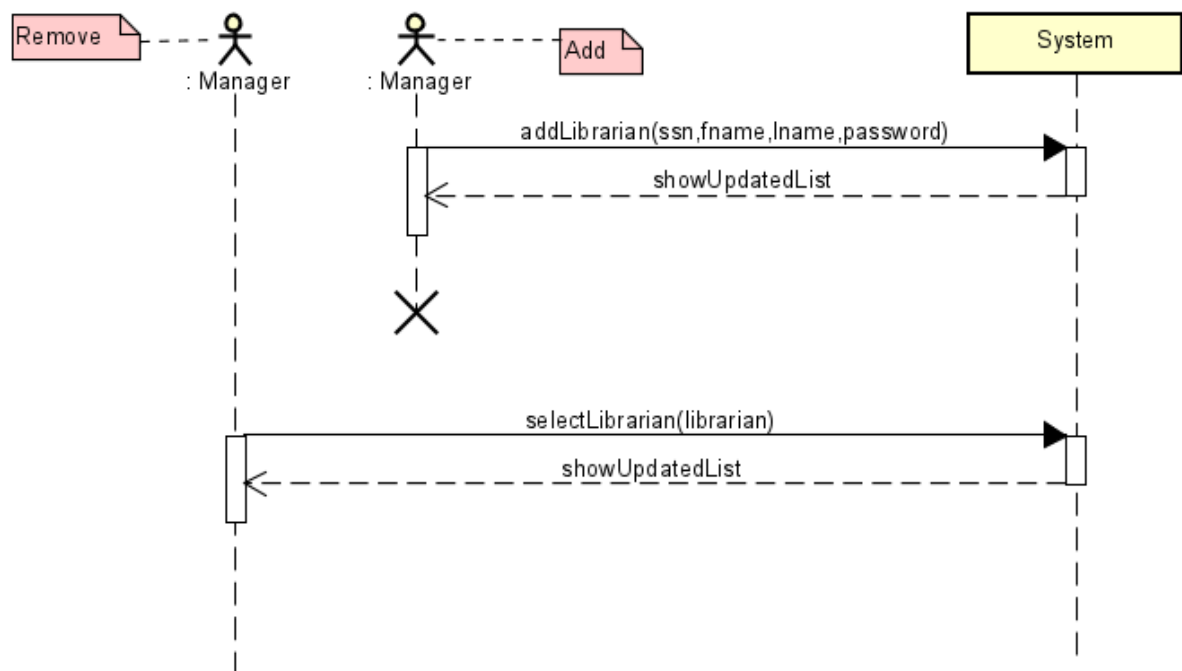 Remove
Add
System
: Manager
: Manager
addLibrarian(ssn,fname,lname,password)
showUpdatedList
selectLibrarian(librarian)
showUpdatedList